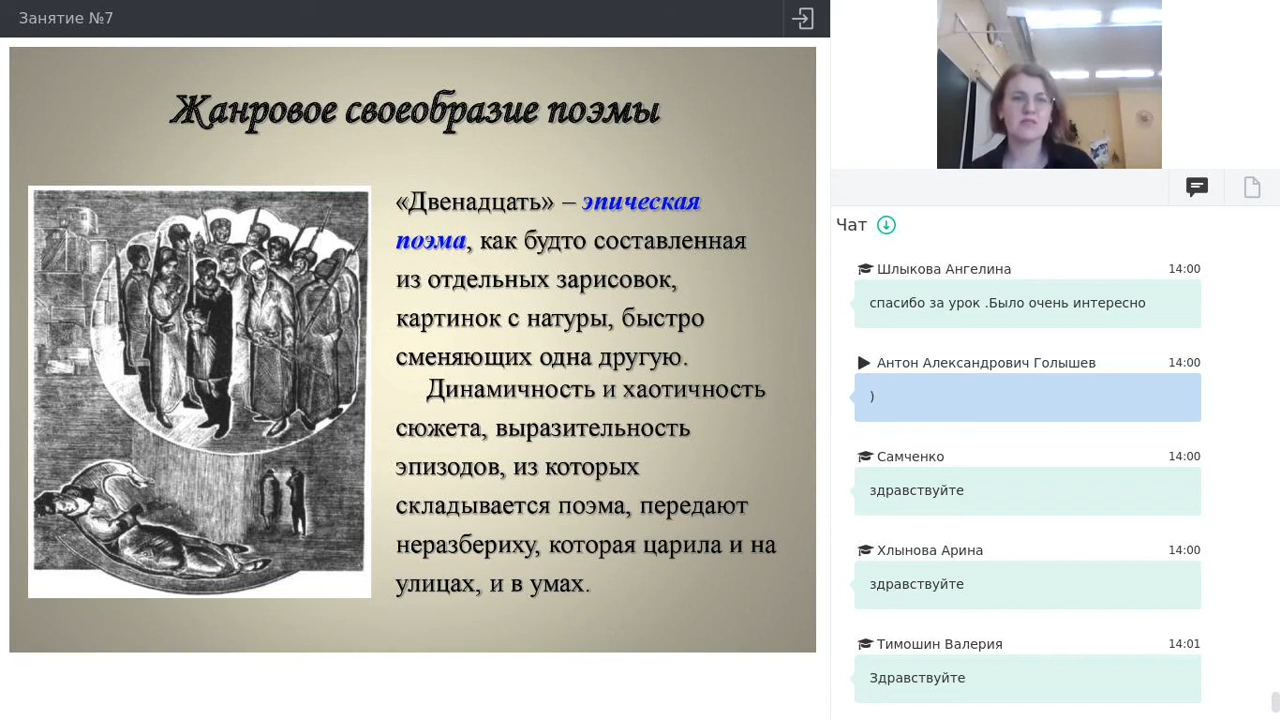 Занятие №7
Жанровое своеобразие поэмы
«Двенадцать» – эпическая
поэма, как будто составленная
из отдельных зарисовок,
картинок с натуры, быстро
сменяющих одна другую.
Динамичность и хаотичность
сюжета, выразительность
эпизодов, из которых
складывается поэма, передают
неразбериху, которая царила и на
улицах, и в умах.
Чат
Шлыкова Ангелина 14:00
спасибо за урок .Было очень интересно
Антон Александрович Голышев 14:00
)
Самченко 14:00
здравствуйте
Хлынова Арина 14:00
здравствуйте
Тимошин Валерия 14:01
Здравствуйте